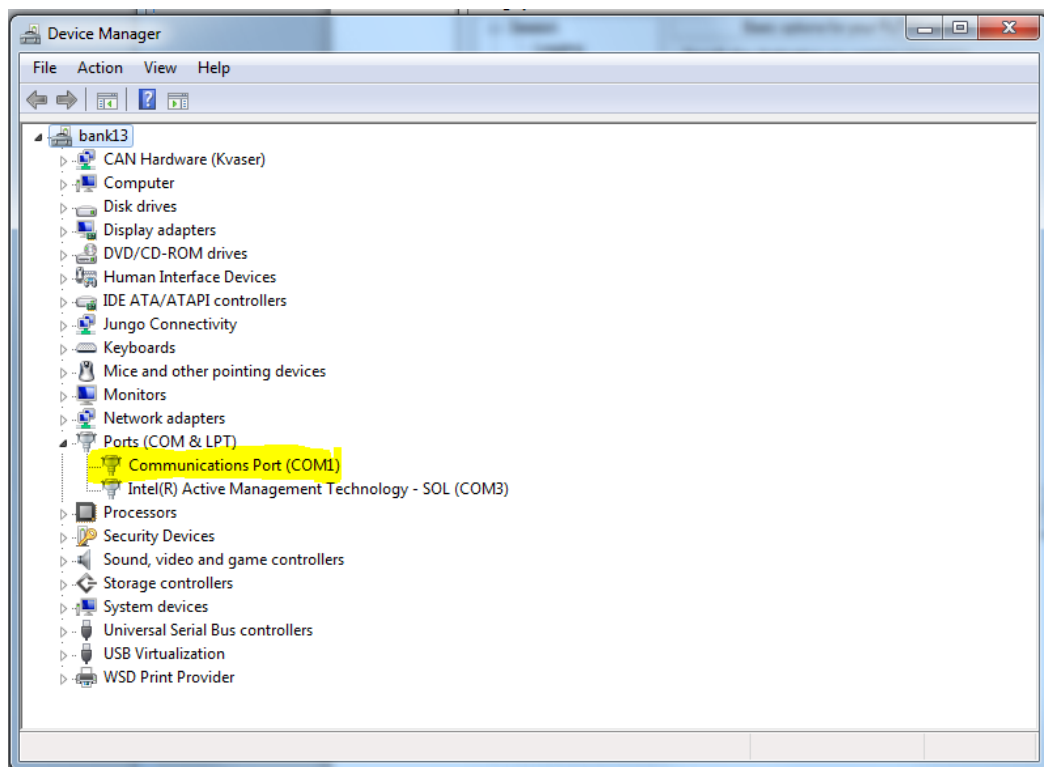 Device Manager
File Action View Help
bank13
CAN Hardware (Kvaser)
Computer
Disk drives
Display adapters
DVD/CD-ROM drives
Human Interface Devices
IDE ATA/ATAPI controllers
Jungo Connectivity
Keyboards
Mice and other pointing devices
Monitors
Network adapters
Ports (COM & LPT)
Communications Port (COM1)
Intel(R) Active Management Technology - SOL (COM3)
Processors
Security Devices
Sound, video and game controllers
Storage controllers
System devices
Universal Serial Bus controllers
USB Virtualization
WSD Print Provider